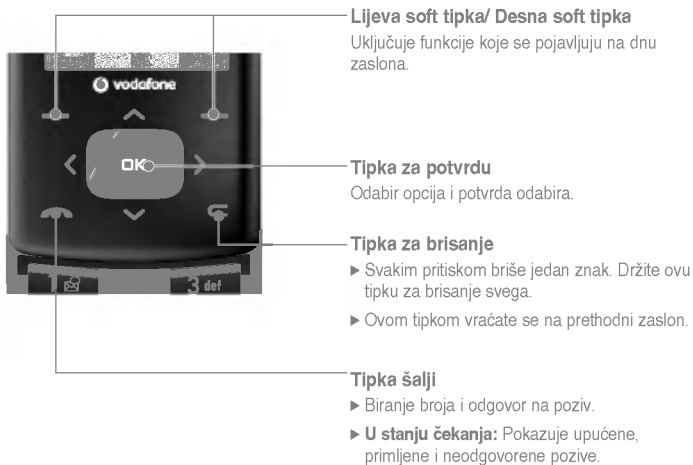 Lijeva soft tipka/ Desna soft tipka
Uključuje funkcije koje se pojavljuju na dnu
zaslona.
vodafone
OK
Tipka za potvrdu
Odabir opcija i potvrda odabira.
Tipka za brisanje
▶ Svakim pritiskom briše jedan znak. Držite ovu
tipku za brisanje svega.
▶ Ovom tipkom vraćate se na prethodni zaslon.
1
3 def
Tipka šalji
▶ Biranje broja i odgovor na poziv.
▶ U stanju čekanja: Pokazuje upućene,
primljene i neodgovorene pozive.